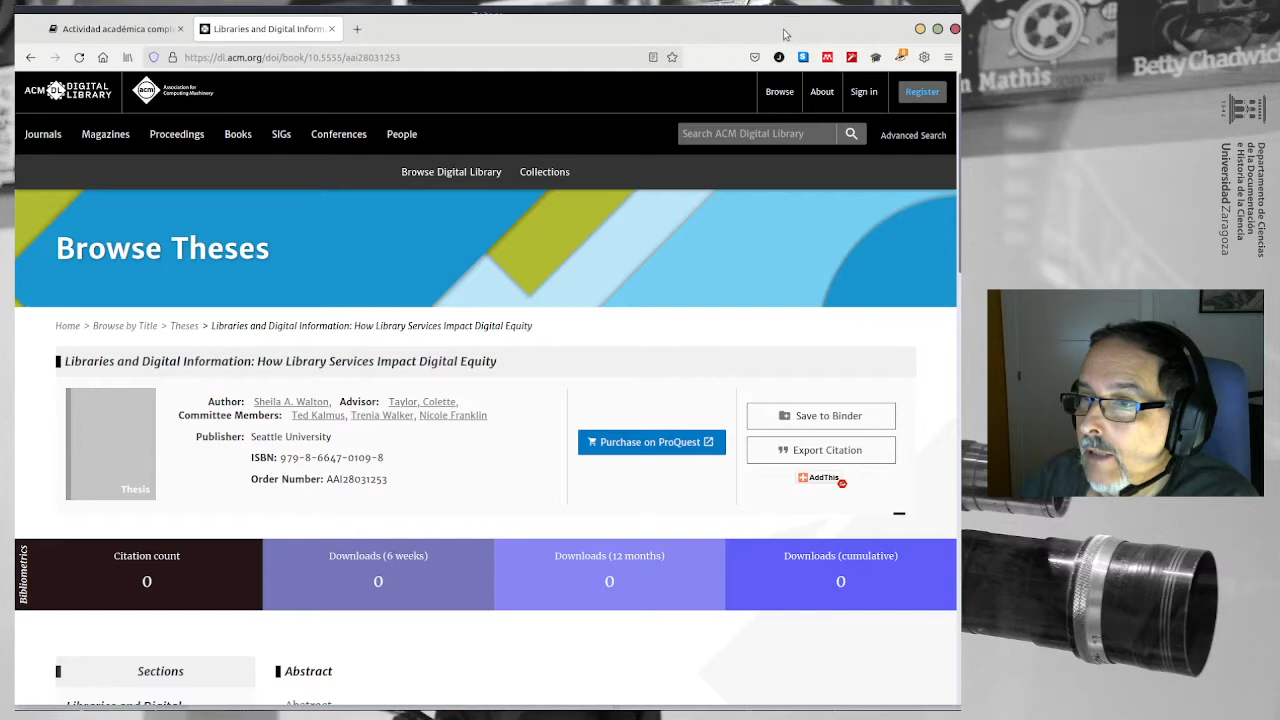 Actividad académica compl
Libraries and Digital Inform
https://dl.acm.org/doi/book/10.5555/aai28031253
ACM DL DIGITAL LIBRARY
acm Association for Computing Machinery
Browse
About
Sign in
Register
Journals
Magazines
Proceedings
Books
SIGs
Conferences
People
Search ACM Digital Library
Advanced Search
Browse Digital Library
Collections
Browse Theses
Home > Browse by Title > Theses > Libraries and Digital Information: How Library Services Impact Digital Equity
Libraries and Digital Information: How Library Services Impact Digital Equity
Thesis
Author: Sheila A. Walton, Advisor: Taylor, Colette,
Committee Members: Ted Kalmus, Trenia Walker, Nicole Franklin
Publisher: Seattle University
ISBN: 979-8-6647-0109-8
Order Number: AAI28031253
Purchase on ProQuest
Save to Binder
Export Citation
AddThis
Bibliometrics
Citation count
0
Downloads (6 weeks)
0
Downloads (12 months)
0
Downloads (cumulative)
0
Sections
Libraries and Digital
Abstract
Abstract
Mathis
Betty Chadwic
1542
Departamento de Ciencias
de la Documentación
e Historia de la Ciencia
Universidad Zaragoza